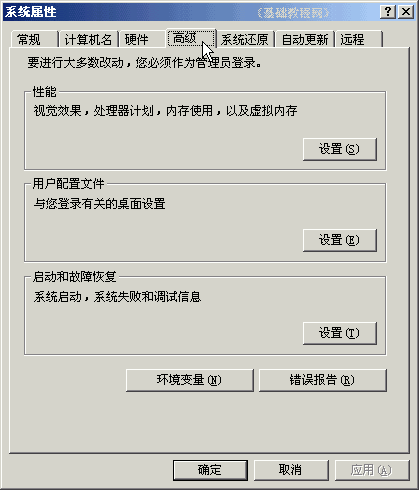 系统属性 《基础教程网》
常规 计算机名 硬件 高级 系统还原 自动更新 远程
要进行大多数改动，您必须作为管理员登录。
性能
视觉效果，处理器计划，内存使用，以及虚拟内存
设置(S)
用户配置文件
与您登录有关的桌面设置
设置(E)
启动和故障恢复
系统启动，系统失败和调试信息
设置(T)
环境变量(N) 错误报告(R)
确定 取消 应用(A)